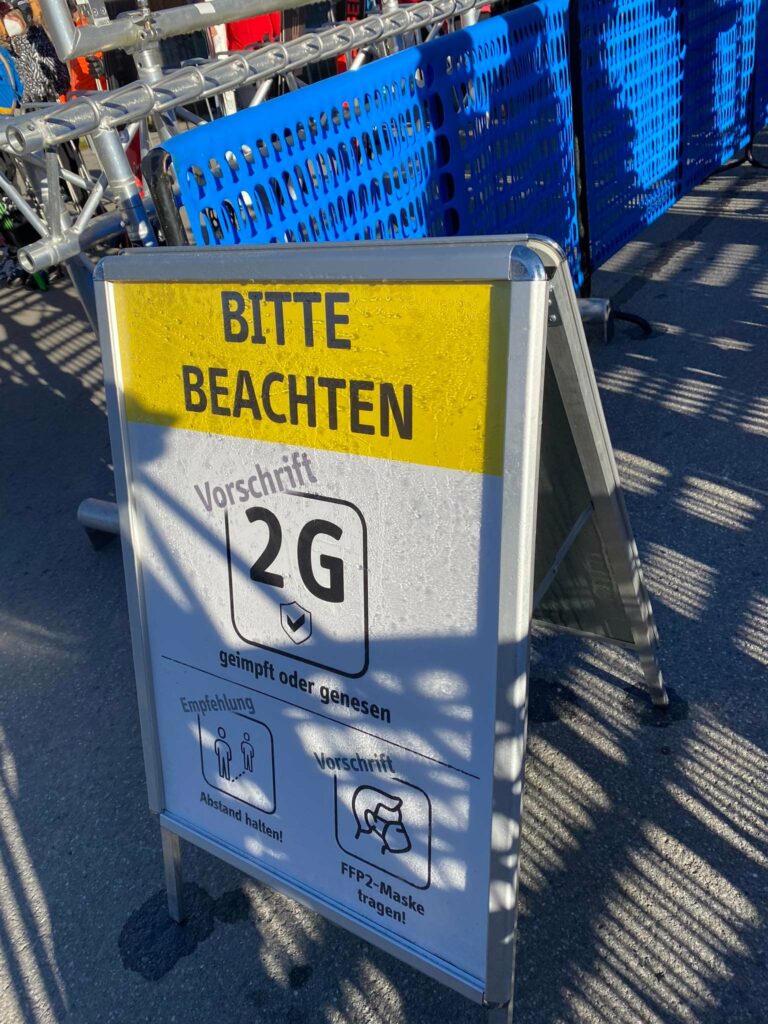 BITTE
BEACHTEN
Vorschrift
2G
geimpft oder genesen
Empfehlung
Abstand halten!
Vorschrift
FFP2-Maske
tragen!